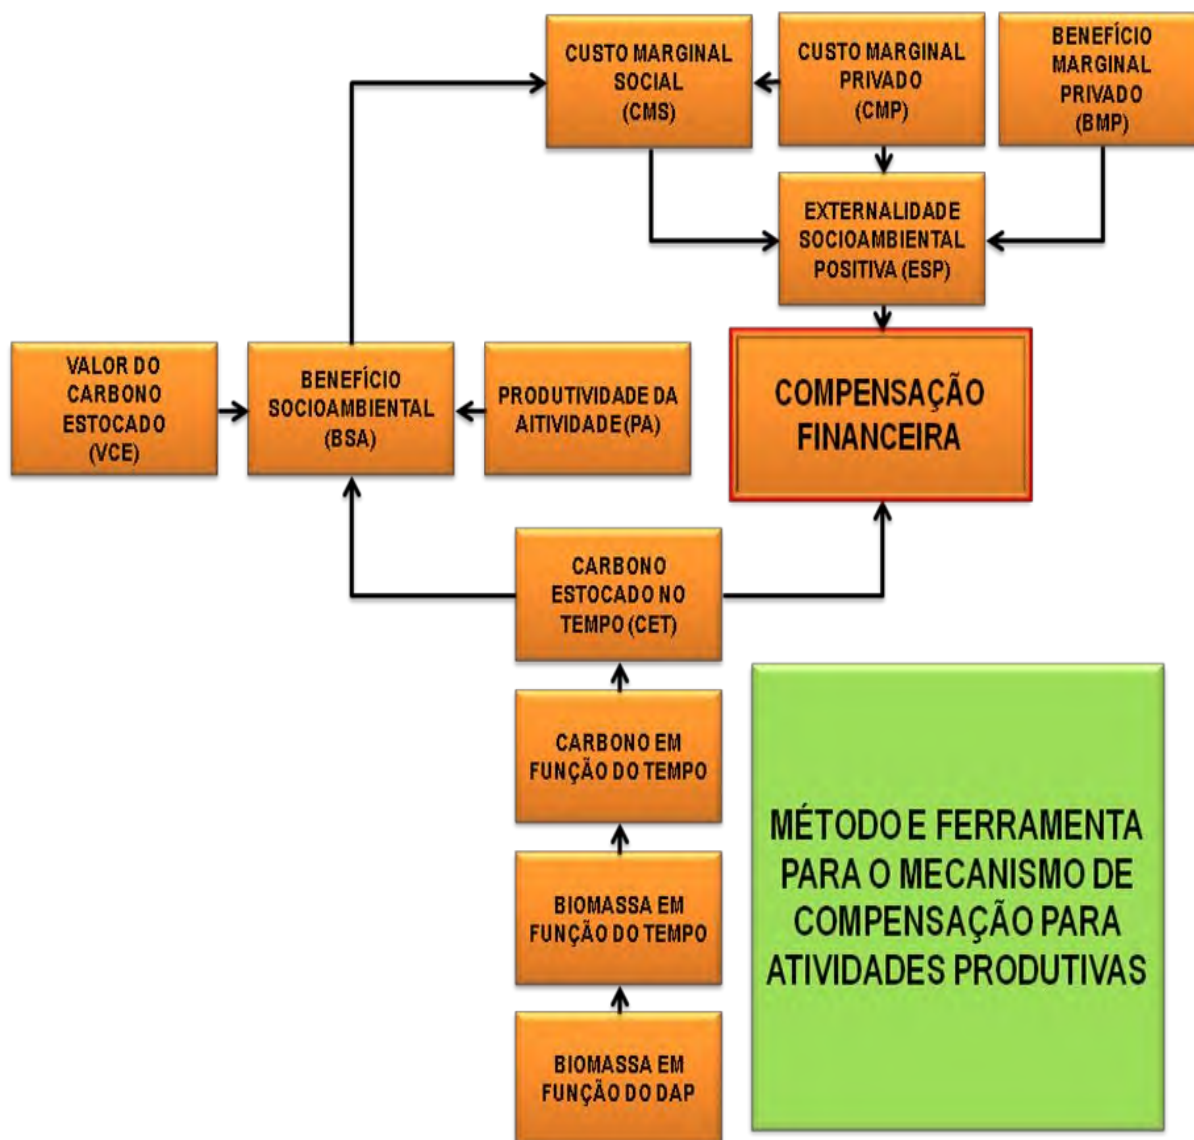 CUSTO MARGINAL
SOCIAL
(CMS)
CUSTO MARGINAL
PRIVADO
(CMP)
BENEFÍCIO
MARGINAL
PRIVADO
(BMP)
EXTERNALIDADE
SOCIOAMBIENTAL
POSITIVA (ESP)
VALOR DO
CARBONO
ESTOCADO
(VCE)
BENEFÍCIO
SOCIOAMBIENTAL
(BSA)
PRODUTIVIDADE DA
AITIVIDADE (PA)
COMPENSAÇÃO
FINANCEIRA
CARBONO
ESTOCADO NO
TEMPO (CET)
CARBONO EM
FUNÇÃO DO TEMPO
BIOMASSA EM
FUNÇÃO DO TEMPO
BIOMASSA EM
FUNÇÃO DO DAP
MÉTODO E FERRAMENTA
PARA O MECANISMO DE
COMPENSAÇÃO PARA
ATIVIDADES PRODUTIVAS